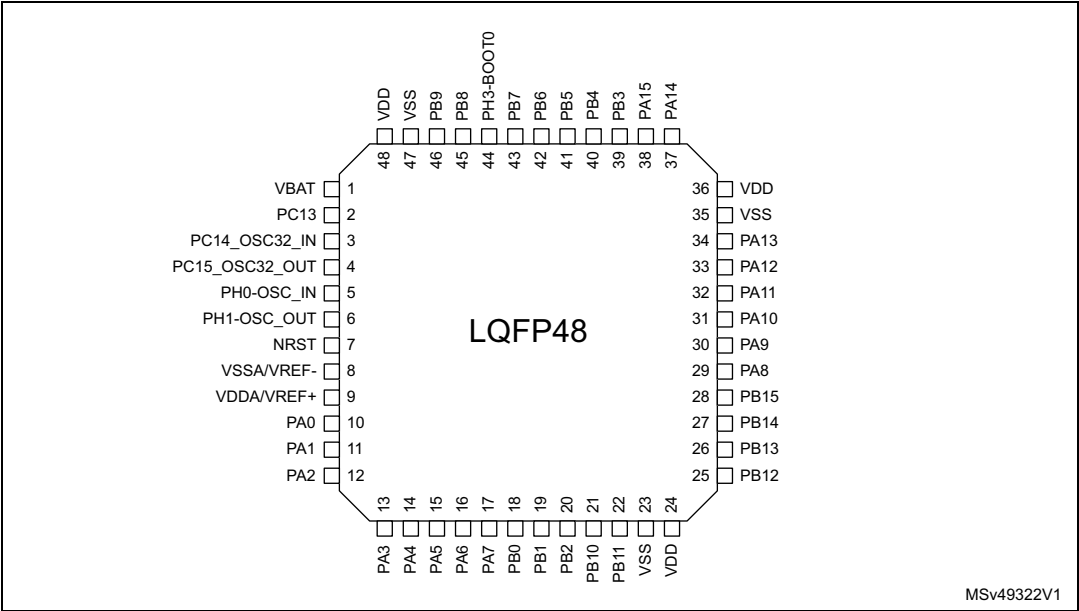 VDD
VSS
PB9
PB8
PH3-BOOT0
PB7
PB6
PB5
PB4
PB3
PA15
PA14
48
47
46
45
44
43
42
41
40
39
38
37
VBAT 1
PC13 2
PC14_OSC32_IN 3
PC15_OSC32_OUT 4
PH0-OSC_IN 5
PH1-OSC_OUT 6
NRST 7
VSSA/VREF- 8
VDDA/VREF+ 9
PA0 10
PA1 11
PA2 12
LQFP48
36 VDD
35 VSS
34 PA13
33 PA12
32 PA11
31 PA10
30 PA9
29 PA8
28 PB15
27 PB14
26 PB13
25 PB12
13
14
15
16
17
18
19
20
21
22
23
24
PA3
PA4
PA5
PA6
PA7
PB0
PB1
PB2
PB10
PB11
VSS
VDD
MSv49322V1